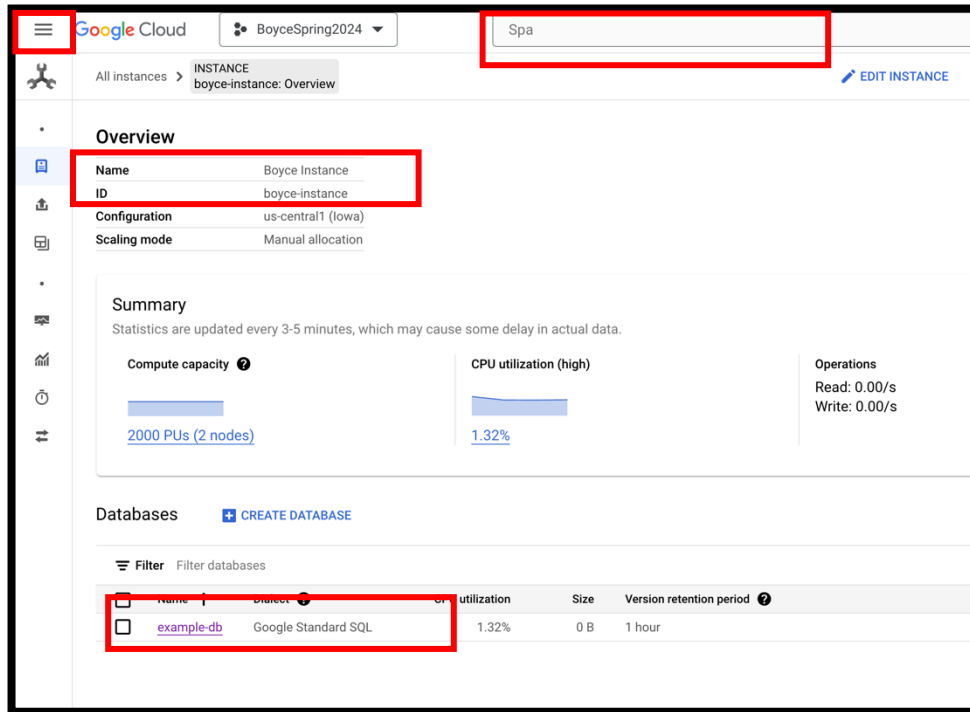 Google Cloud BoyceSpring2024 Spa
All instances INSTANCE
boyce-instance: Overview EDIT INSTANCE
Overview
Name Boyce Instance
ID boyce-instance
Configuration us-central1 (Iowa)
Scaling mode Manual allocation
Summary
Statistics are updated every 3-5 minutes, which may cause some delay in actual data.
Compute capacity CPU utilization (high) Operations
Read: 0.00/s
Write: 0.00/s
2000 PUs (2 nodes) 1.32%
Databases CREATE DATABASE
Filter Filter databases
Name Dialect CPU utilization Size Version retention period
example-db Google Standard SQL 1.32% 0 B 1 hour